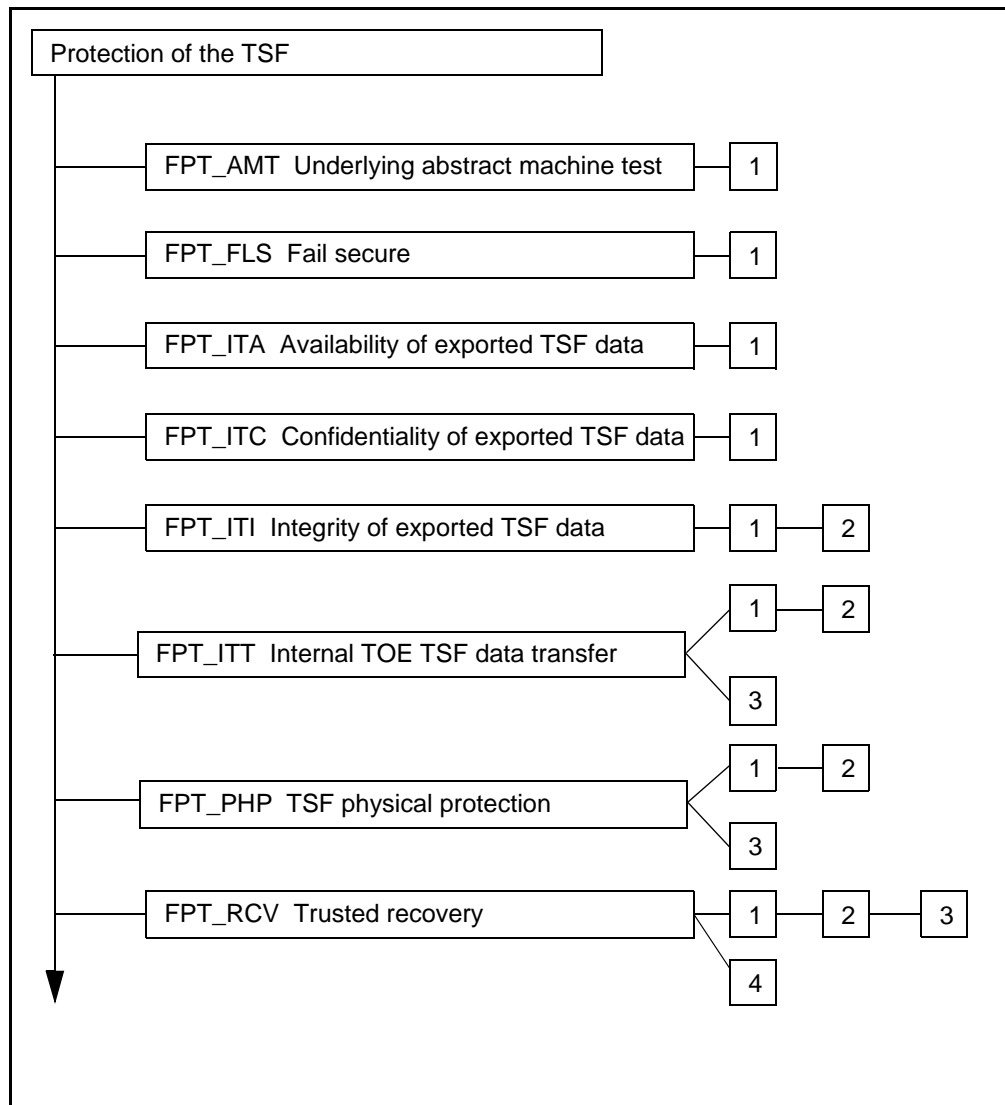 Protection of the TSF
FPT_AMT Underlying abstract machine test 1
FPT_FLS Fail secure 1
FPT_ITA Availability of exported TSF data 1
FPT_ITC Confidentiality of exported TSF data 1
FPT_ITI Integrity of exported TSF data 1 2
1 2
FPT_ITT Internal TOE TSF data transfer
3
1 2
FPT_PHP TSF physical protection
3
FPT_RCV Trusted recovery 1 2 3
4